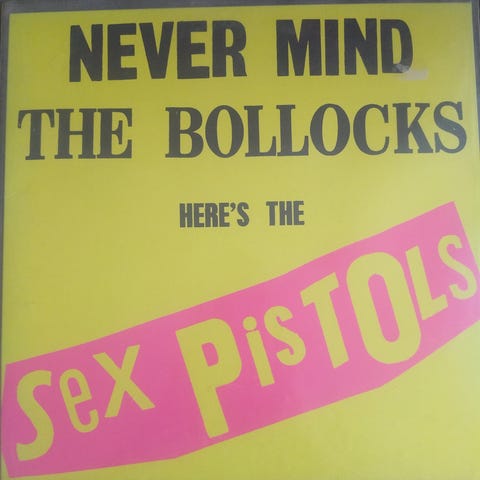 NEVER MIND
THE BOLLOCKS
HERE'S THE
Sex PisTOLS